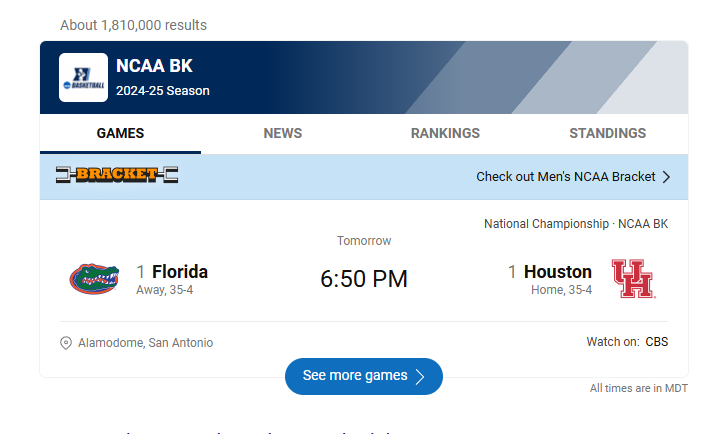 About 1,810,000 results
BASKETBALL
NCAA BK
2024-25 Season
GAMES
NEWS
RANKINGS
STANDINGS
BRACKET
Check out Men's NCAA Bracket
National Championship · NCAA BK
Tomorrow
1 Florida
Away, 35-4
6:50 PM
1 Houston
Home, 35-4
UH
Alamodome, San Antonio
Watch on: CBS
See more games
All times are in MDT